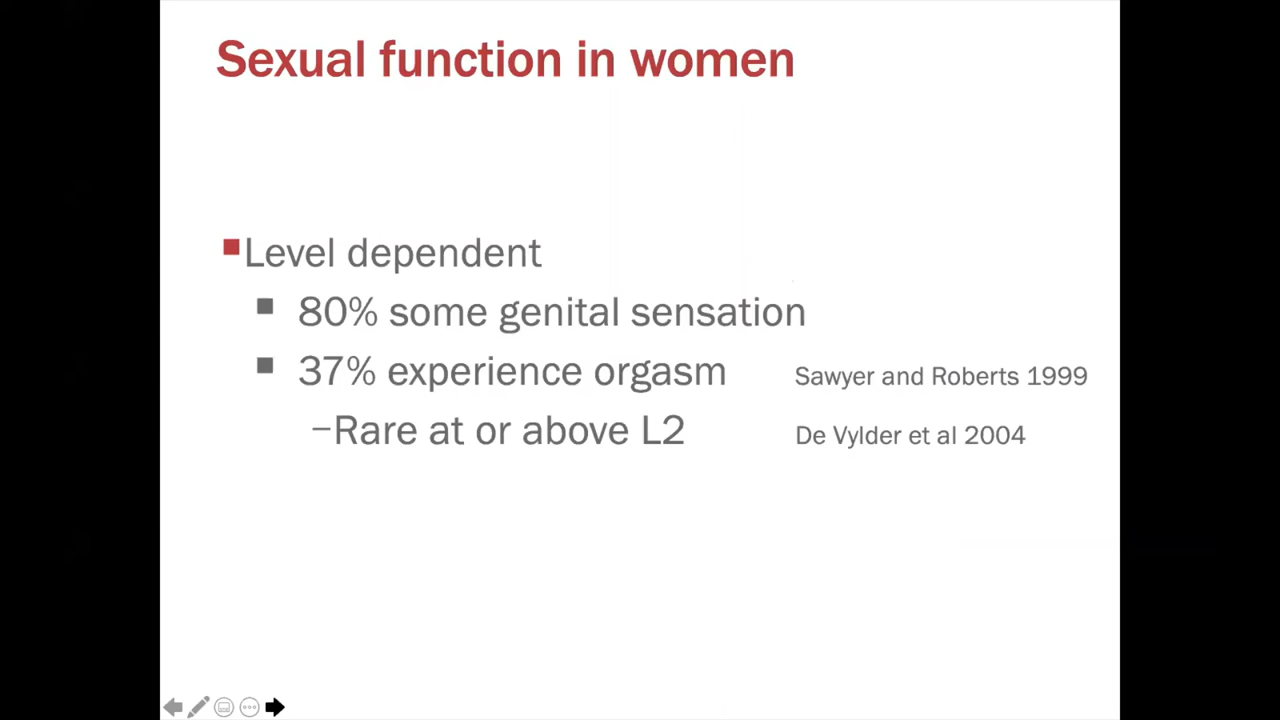 Sexual function in women
Level dependent
80% some genital sensation
37% experience orgasm Sawyer and Roberts 1999
–Rare at or above L2 De Vylder et al 2004